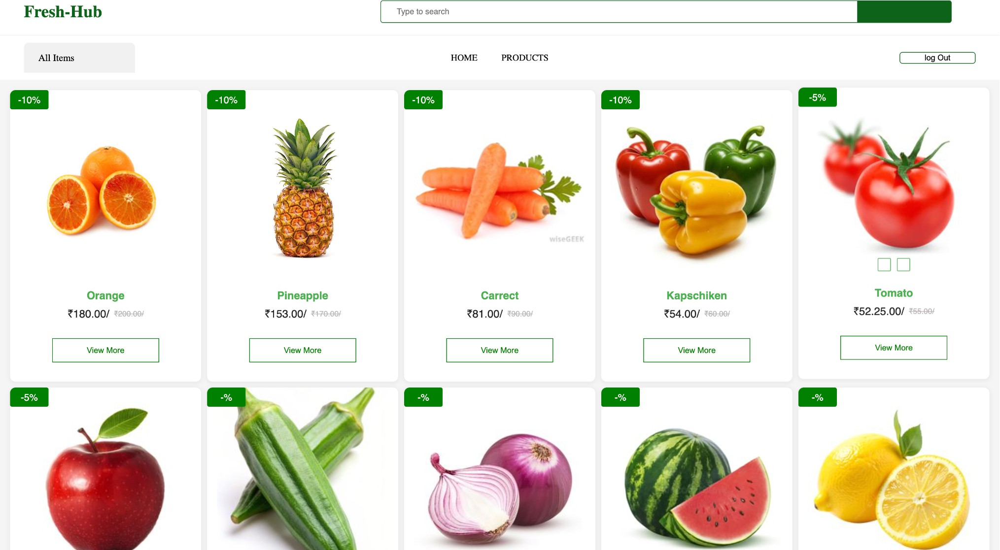 Fresh-Hub
Type to search
All Items
HOME
PRODUCTS
log Out
-10%
-10%
-10%
-10%
-5%
wiseGEEK
Orange
₹180.00/ ₹200.00/
View More
Pineapple
₹153.00/ ₹170.00/
View More
Carrect
₹81.00/ ₹90.00/
View More
Kapschiken
₹54.00/ ₹60.00/
View More
Tomato
₹52.25.00/ ₹55.00/
View More
-5%
-%
-%
-%
-%